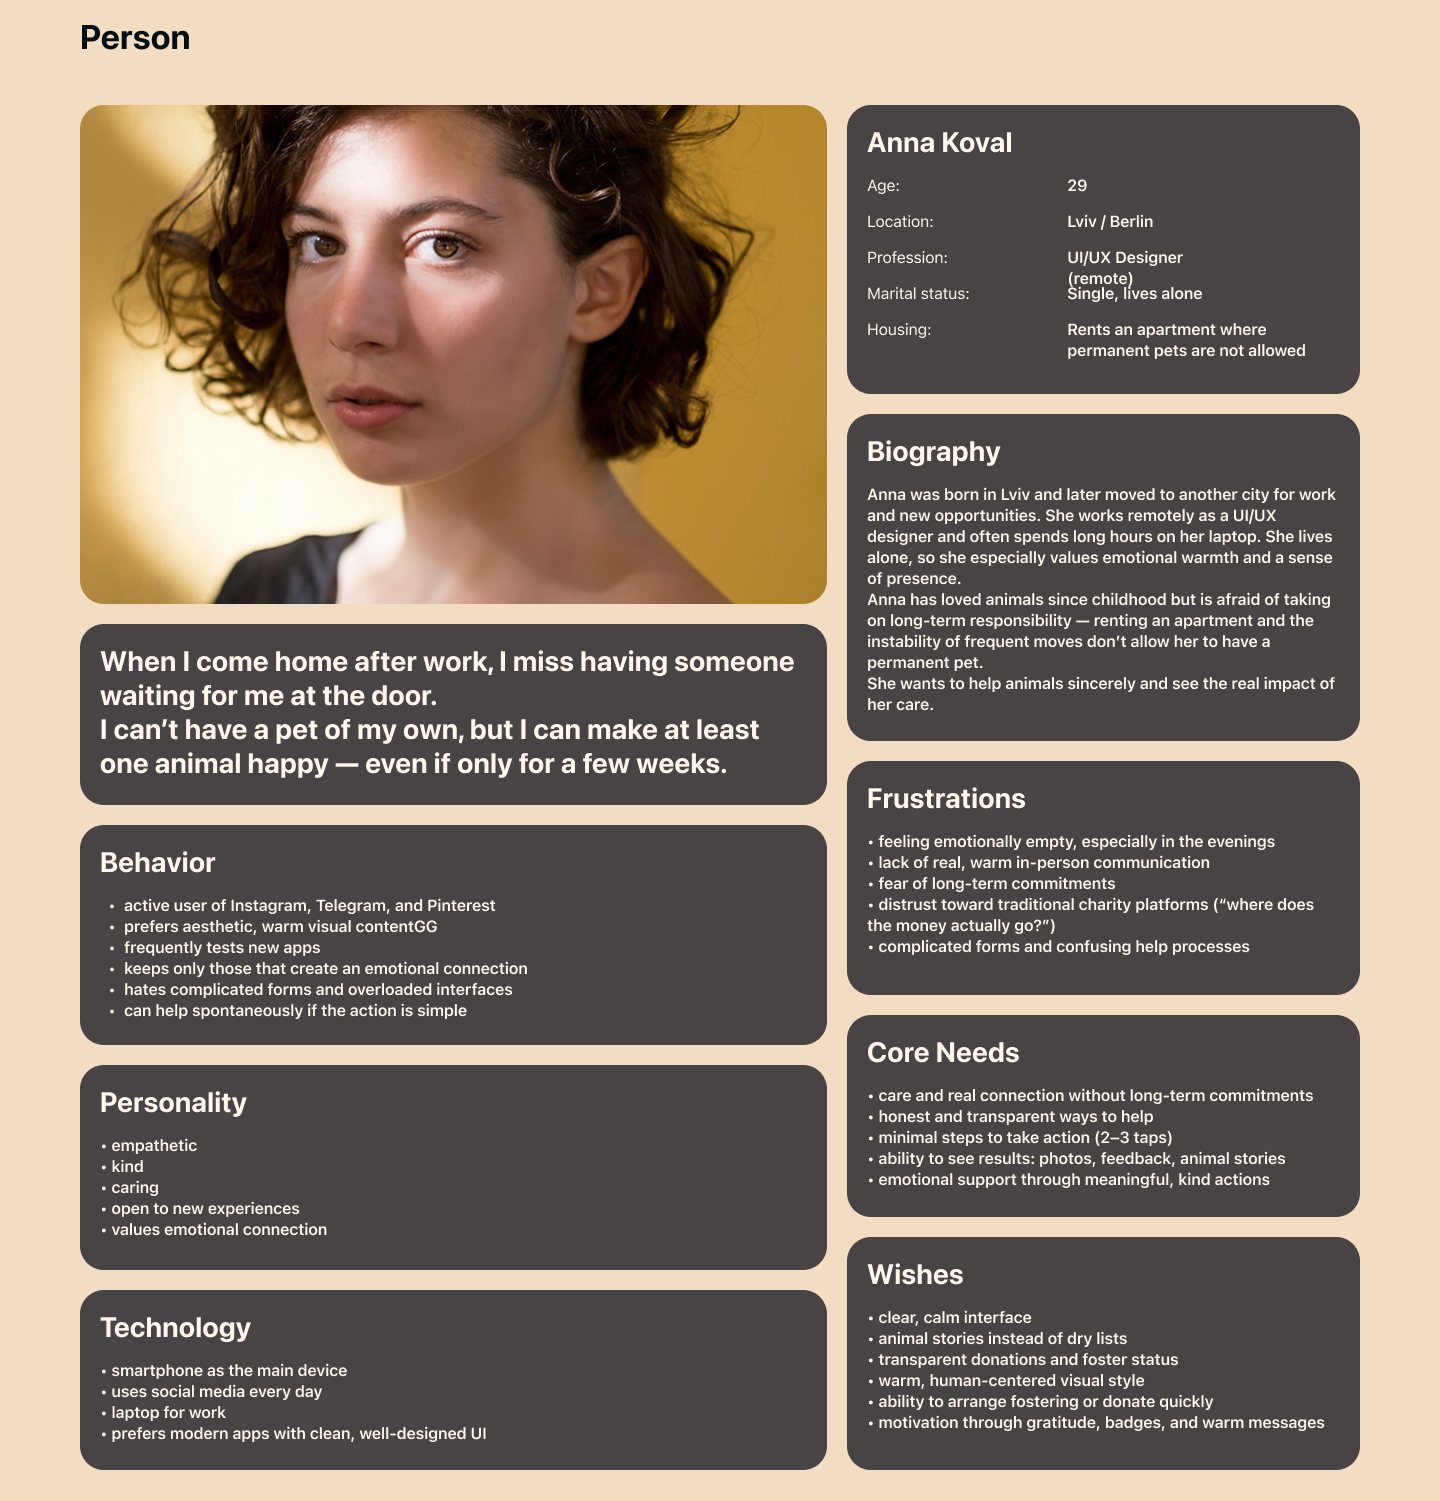 Person
Anna Koval
Age: 29
Location: Lviv / Berlin
Profession: UI/UX Designer
(remote)
Marital status: Single, lives alone
Housing: Rents an apartment where
permanent pets are not allowed
Biography
Anna was born in Lviv and later moved to another city for work
and new opportunities. She works remotely as a UI/UX
designer and often spends long hours on her laptop. She lives
alone, so she especially values emotional warmth and a sense
of presence.
Anna has loved animals since childhood but is afraid of taking
on long-term responsibility — renting an apartment and the
instability of frequent moves don’t allow her to have a
permanent pet.
She wants to help animals sincerely and see the real impact of
her care.
When I come home after work, I miss having someone
waiting for me at the door.
I can’t have a pet of my own, but I can make at least
one animal happy — even if only for a few weeks.
Behavior
• active user of Instagram, Telegram, and Pinterest
• prefers aesthetic, warm visual contentGG
• frequently tests new apps
• keeps only those that create an emotional connection
• hates complicated forms and overloaded interfaces
• can help spontaneously if the action is simple
Personality
• empathetic
• kind
• caring
• open to new experiences
• values emotional connection
Technology
• smartphone as the main device
• uses social media every day
• laptop for work
• prefers modern apps with clean, well-designed UI
Frustrations
• feeling emotionally empty, especially in the evenings
• lack of real, warm in-person communication
• fear of long-term commitments
• distrust toward traditional charity platforms (“where does
the money actually go?”)
• complicated forms and confusing help processes
Core Needs
• care and real connection without long-term commitments
• honest and transparent ways to help
• minimal steps to take action (2–3 taps)
• ability to see results: photos, feedback, animal stories
• emotional support through meaningful, kind actions
Wishes
• clear, calm interface
• animal stories instead of dry lists
• transparent donations and foster status
• warm, human-centered visual style
• ability to arrange fostering or donate quickly
• motivation through gratitude, badges, and warm messages